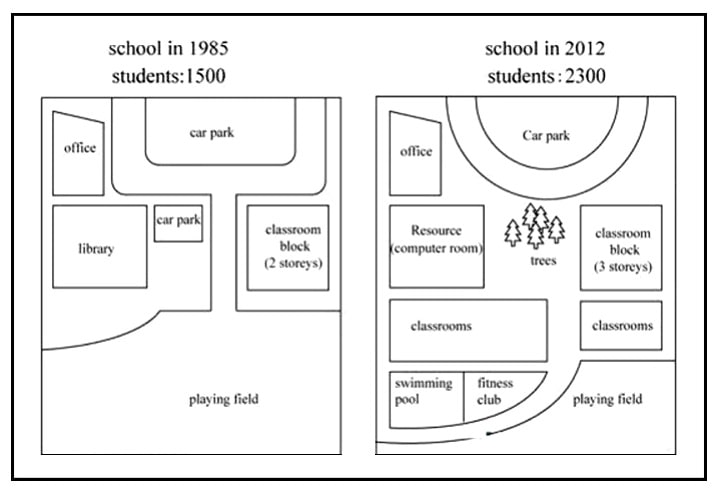 school in 1985
students:1500
car park
office
car park
library
classroom
block
(2 storeys)
playing field
school in 2012
students : 2300
Car park
office
Resource
(computer room)
trees
classroom
block
(3 storeys)
classrooms
classrooms
swimming
pool
fitness
club
playing field